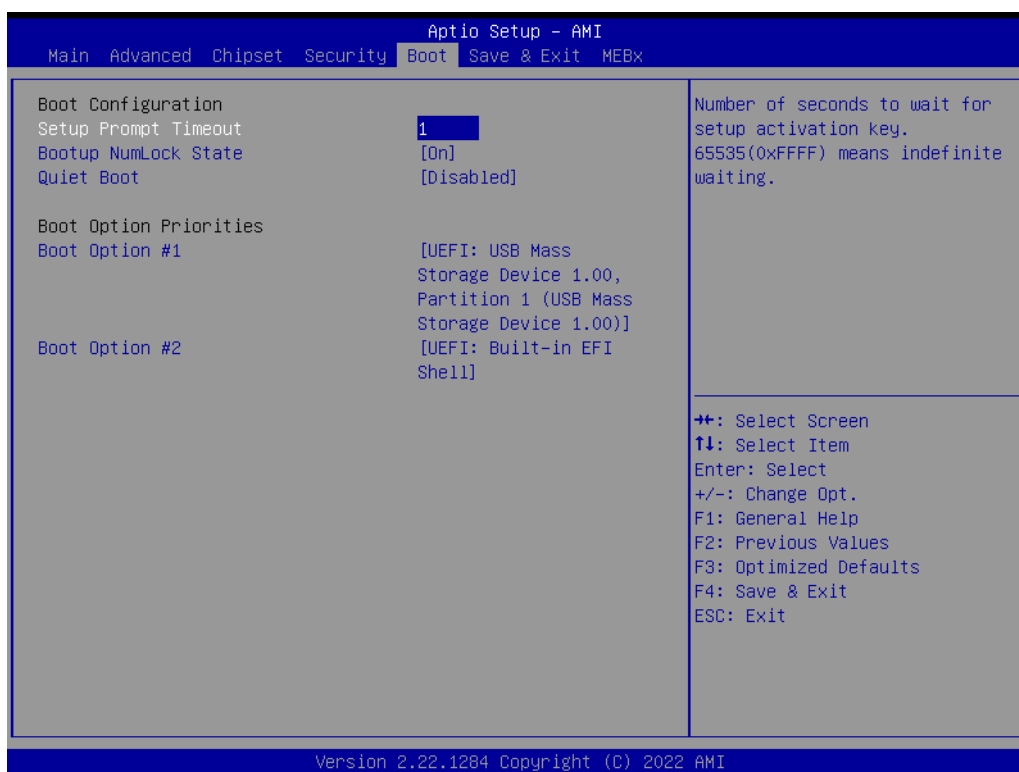 Aptio Setup – AMI
Main Advanced Chipset Security Boot Save & Exit MEBx
Boot Configuration
Setup Prompt Timeout 1
Bootup NumLock State [On]
Quiet Boot [Disabled]
Boot Option Priorities
Boot Option #1 [UEFI: USB Mass
Storage Device 1.00,
Partition 1 (USB Mass
Storage Device 1.00)]
Boot Option #2 [UEFI: Built-in EFI
Shell]
Number of seconds to wait for
setup activation key.
65535(0xFFFF) means indefinite
waiting.
→←: Select Screen
↑↓: Select Item
Enter: Select
+/-: Change Opt.
F1: General Help
F2: Previous Values
F3: Optimized Defaults
F4: Save & Exit
ESC: Exit
Version 2.22.1284 Copyright (C) 2022 AMI